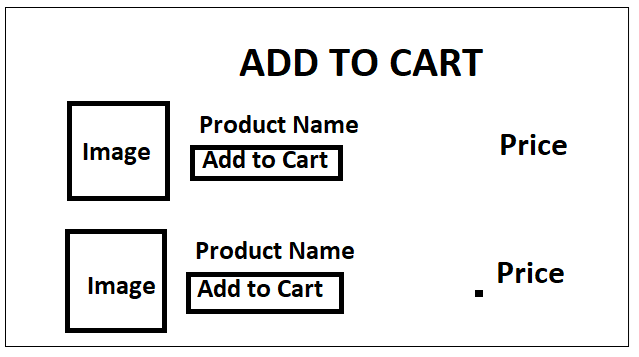 ADD TO CART
Image
Product Name
Add to Cart
Price
Image
Product Name
Add to Cart
Price